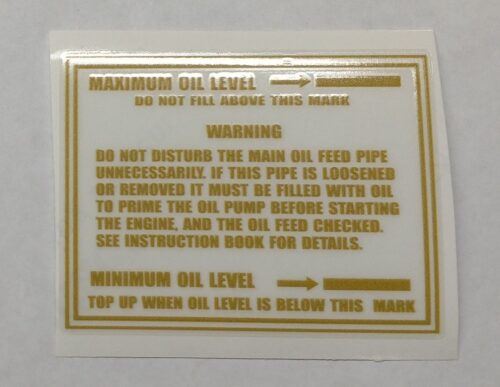 MAXIMUM OIL LEVEL
DO NOT FILL ABOVE THIS MARK
WARNING
DO NOT DISTURB THE MAIN OIL FEED PIPE
UNNECESSARILY. IF THIS PIPE IS LOOSENED
OR REMOVED IT MUST BE FILLED WITH OIL
TO PRIME THE OIL PUMP BEFORE STARTING
THE ENGINE, AND THE OIL FEED CHECKED.
SEE INSTRUCTION BOOK FOR DETAILS.
MINIMUM OIL LEVEL
TOP UP WHEN OIL LEVEL IS BELOW THIS MARK